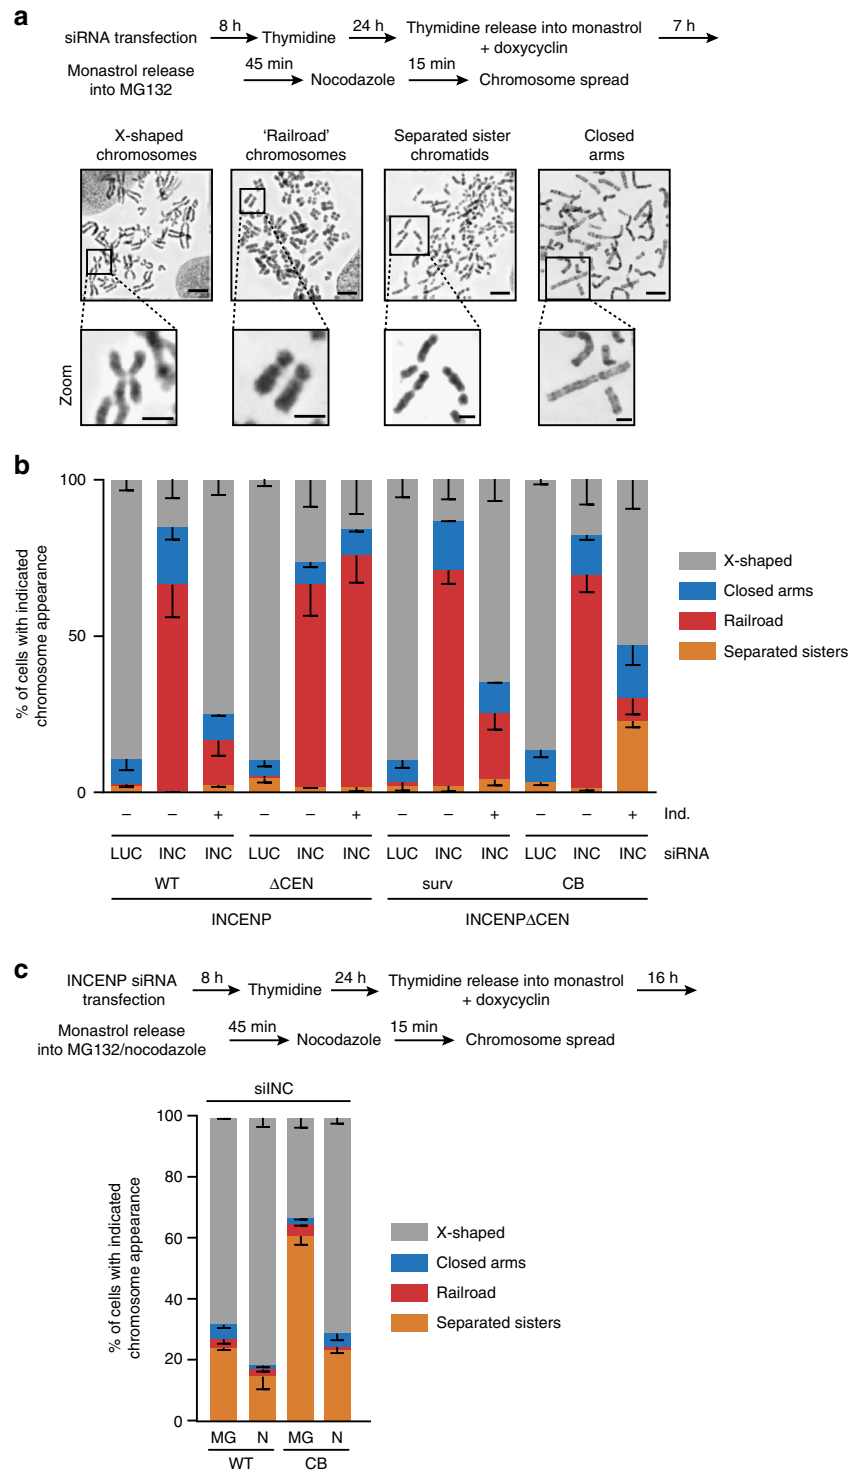 a
siRNA transfection 8 h Thymidine 24 h Thymidine release into monastrol + doxycyclin 7 h
Monastrol release into MG132 45 min Nocodazole 15 min Chromosome spread
X-shaped chromosomes
'Railroad' chromosomes
Separated sister chromatids
Closed arms
Zoom
b
% of cells with indicated chromosome appearance
100
50
0
X-shaped
Closed arms
Railroad
Separated sisters
– – + – – + – – + – – + Ind.
LUC INC INC LUC INC INC LUC INC INC LUC INC INC siRNA
WT ΔCEN surv CB
INCENP INCENPΔCEN
c
INCENP siRNA transfection 8 h Thymidine 24 h Thymidine release into monastrol + doxycyclin 16 h
Monastrol release into MG132/nocodazole 45 min Nocodazole 15 min Chromosome spread
siINC
% of cells with indicated chromosome appearance
100
80
60
40
20
0
X-shaped
Closed arms
Railroad
Separated sisters
MG N MG N
WT CB